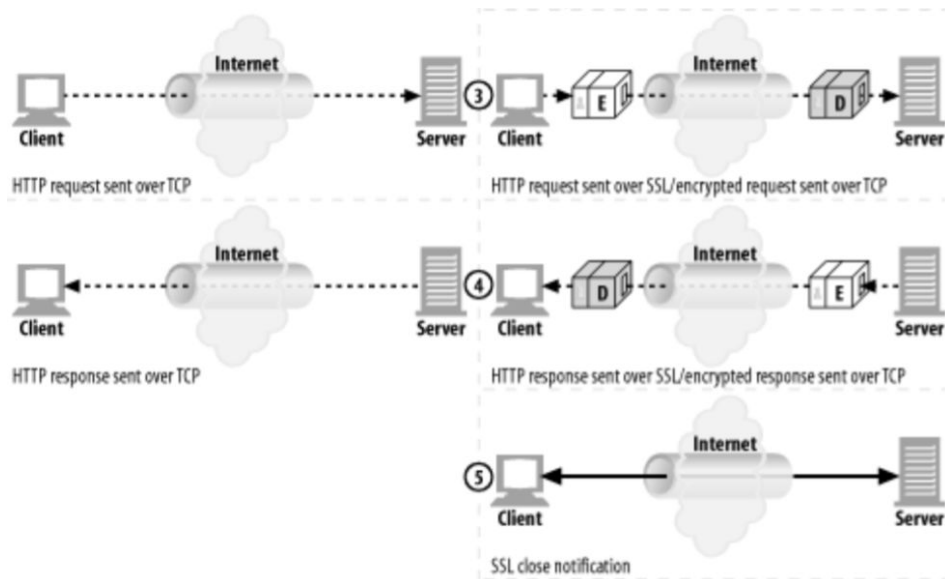 Internet
Client
Server
HTTP request sent over TCP
3
Internet
E
D
Client
Server
HTTP request sent over SSL/encrypted request sent over TCP
Internet
Client
Server
HTTP response sent over TCP
4
Internet
D
E
Client
Server
HTTP response sent over SSL/encrypted response sent over TCP
5
Internet
Client
Server
SSL close notification